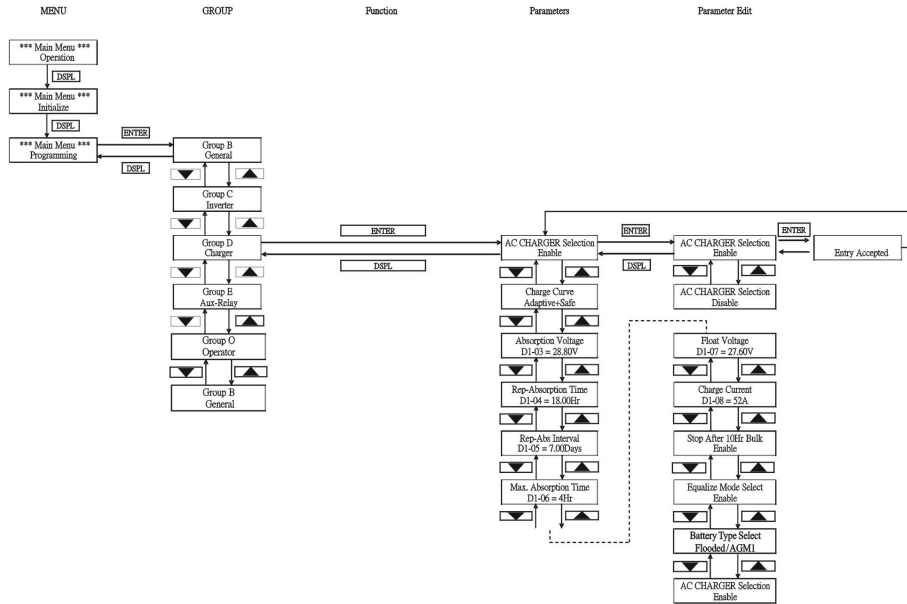 MENU
GROUP
Function
Parameters
Parameter Edit
*** Main Menu ***
Operation
DSPL
*** Main Menu ***
Initialize
DSPL
*** Main Menu ***
Programming
ENTER
DSPL
Group B
General
Group C
Inverter
Group D
Charger
Group E
Aux-Relay
Group O
Operator
Group B
General
ENTER
DSPL
AC CHARGER Selection
Enable
Charge Curve
Adaptive+Safe
Absorption Voltage
D1-03 = 28.80V
Rep-Absorption Time
D1-04 = 18.00Hr
Rep-Abs Interval
D1-05 = 7.00Days
Max. Absorption Time
D1-06 = 4Hr
ENTER
DSPL
AC CHARGER Selection
Enable
AC CHARGER Selection
Disable
ENTER
Entry Accepted
Float Voltage
D1-07 = 27.60V
Charge Current
D1-08 = 52A
Stop After 10Hr Bulk
Enable
Equalize Mode Select
Enable
Battery Type Select
Flooded/AGM1
AC CHARGER Selection
Enable